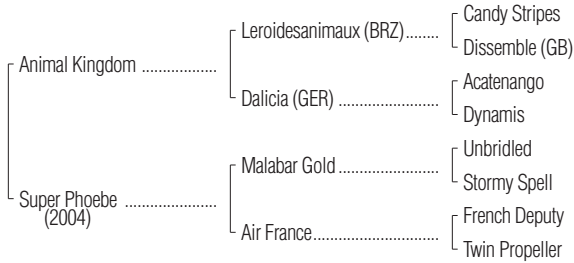 Candy Stripes
Leroidesanimaux (BRZ)........
Dissemble (GB)
Animal Kingdom ..................
Acatenango
Dalicia (GER) ........................
Dynamis
Unbridled
Malabar Gold ........................
Stormy Spell
Super Phoebe ......................
(2004)
French Deputy
Air France..............................
Twin Propeller